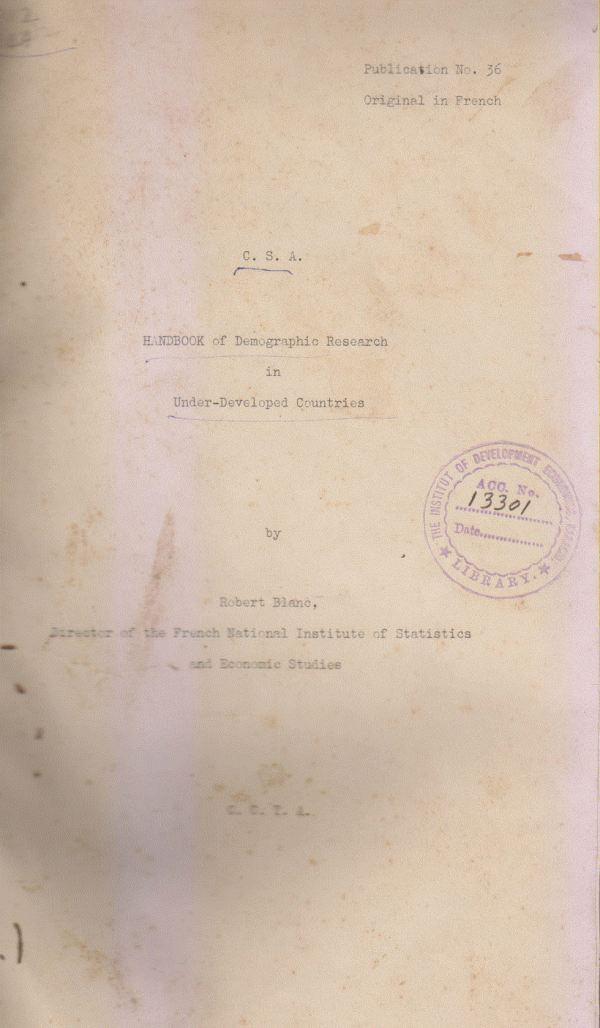 Publication No. 36
Original in French
C. S. A.
HANDBOOK of Demographic Research
in
Under-Developed Countries
THE INSTITUT OF DEVELOPMENT
ACC. No.
13301
Date
LIBRARY.
by
Robert Blanc,
Director of the French National Institute of Statistics
and Economic Studies
C. C. T. A.